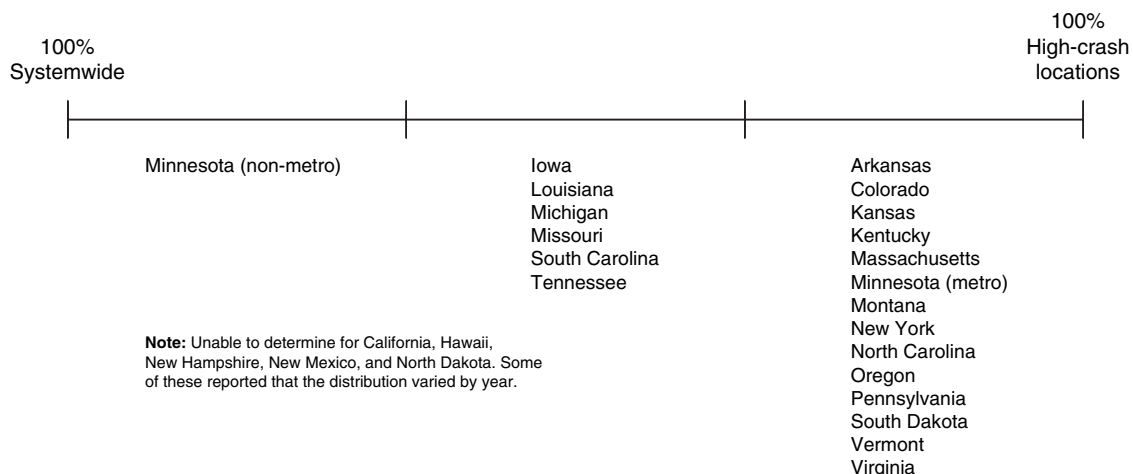 100%
Systemwide
100%
High-crash
locations
Minnesota (non-metro)
Iowa
Louisiana
Michigan
Missouri
South Carolina
Tennessee
Arkansas
Colorado
Kansas
Kentucky
Massachusetts
Minnesota (metro)
Montana
New York
North Carolina
Oregon
Pennsylvania
South Dakota
Vermont
Virginia
Note: Unable to determine for California, Hawaii,
New Hampshire, New Mexico, and North Dakota. Some
of these reported that the distribution varied by year.